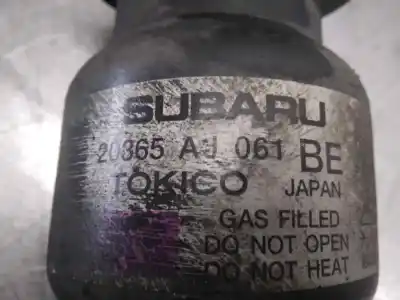 SUBARU
20365 AJ 061 BE
TOKICO JAPAN
GAS FILLED
DO NOT OPEN
DO NOT HEAT